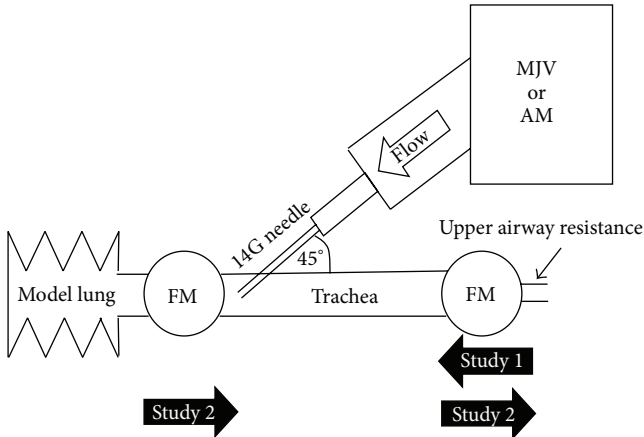 MJV
or
AM
Flow
14G needle
45°
Upper airway resistance
Model lung
FM
Trachea
FM
Study 1
Study 2
Study 2